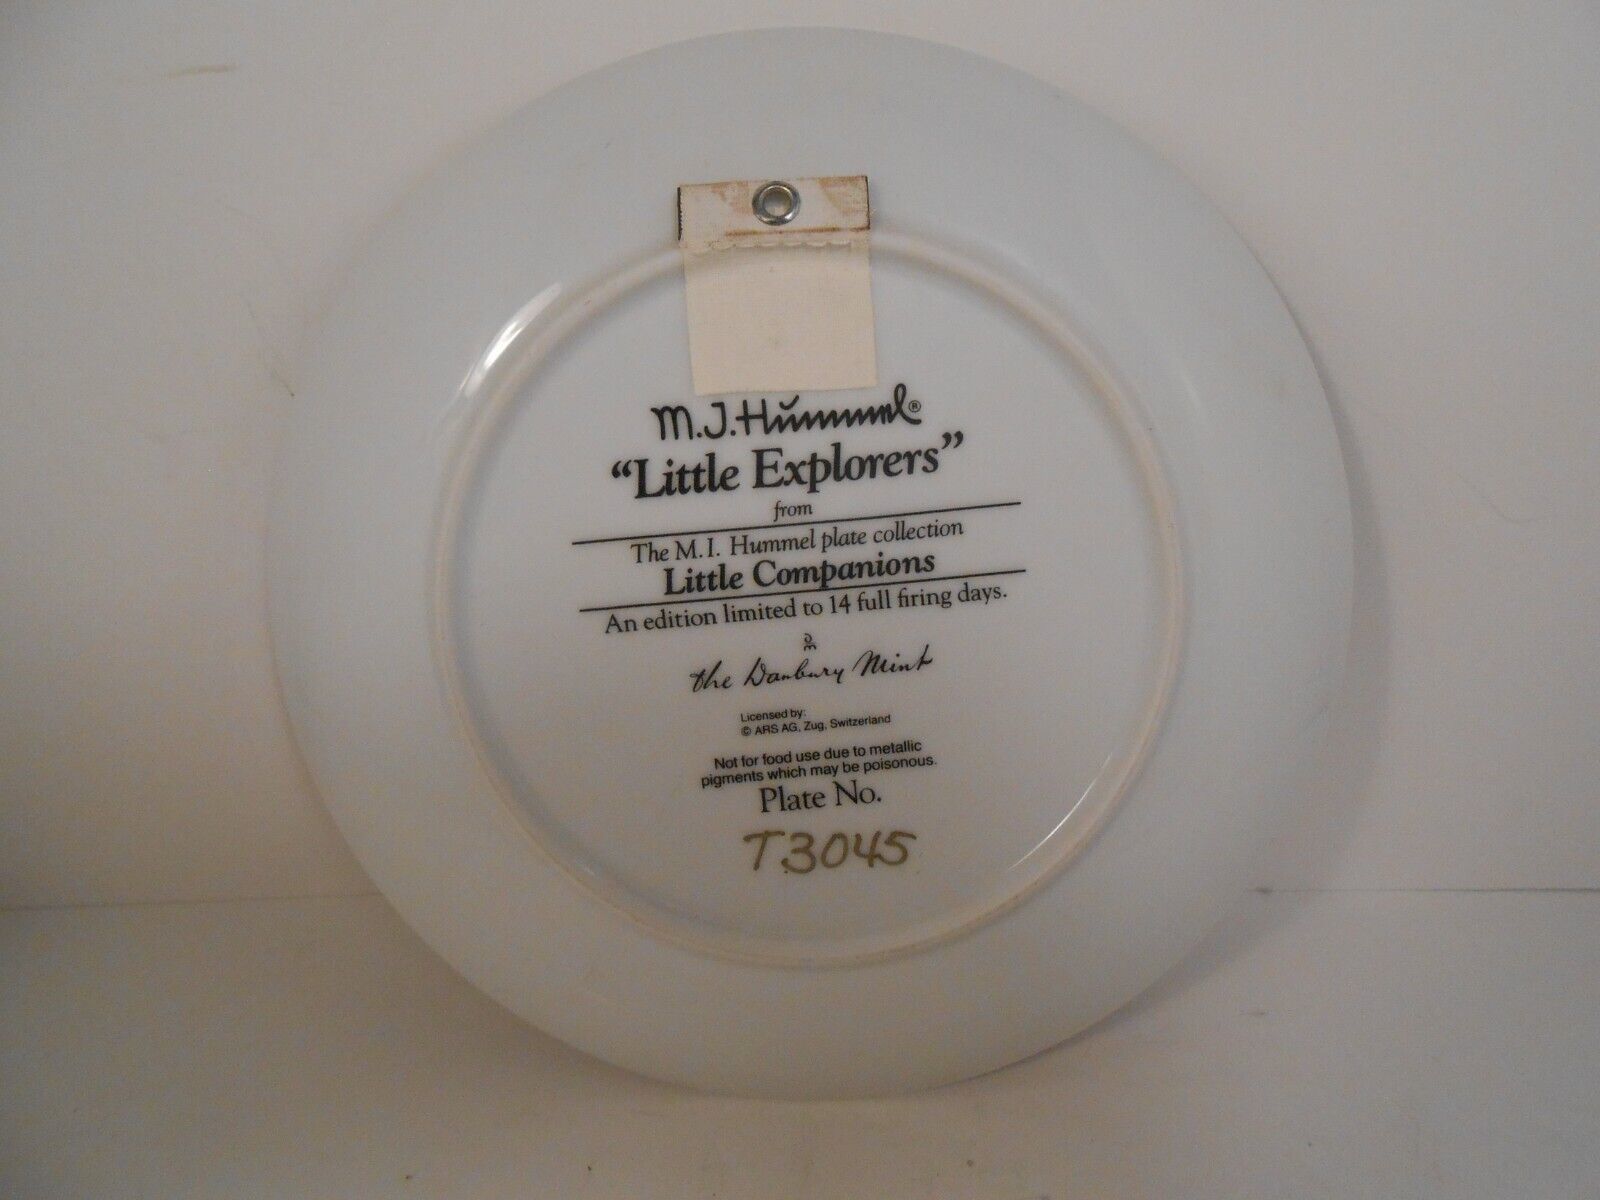 M.J. Hummel®
“Little Explorers”
from
The M.I. Hummel plate collection
Little Companions
An edition limited to 14 full firing days.
DM
the Danbury Mint
Licensed by:
© ARS AG, Zug, Switzerland
Not for food use due to metallic
pigments which may be poisonous.
Plate No.
T3045